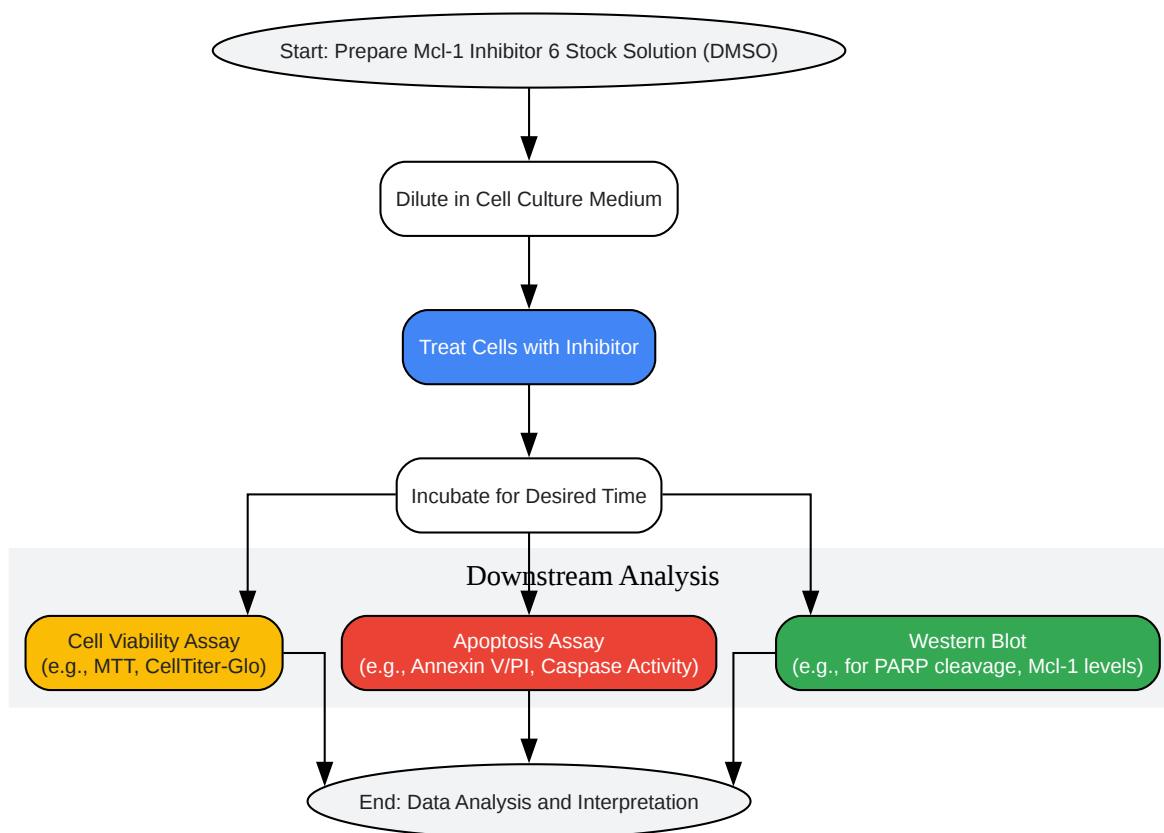 Start: Prepare Mcl-1 Inhibitor 6 Stock Solution (DMSO)
Dilute in Cell Culture Medium
Treat Cells with Inhibitor
Incubate for Desired Time
Downstream Analysis
Cell Viability Assay
(e.g., MTT, CellTiter-Glo)
Apoptosis Assay
(e.g., Annexin V/PI, Caspase Activity)
Western Blot
(e.g., for PARP cleavage, Mcl-1 levels)
End: Data Analysis and Interpretation